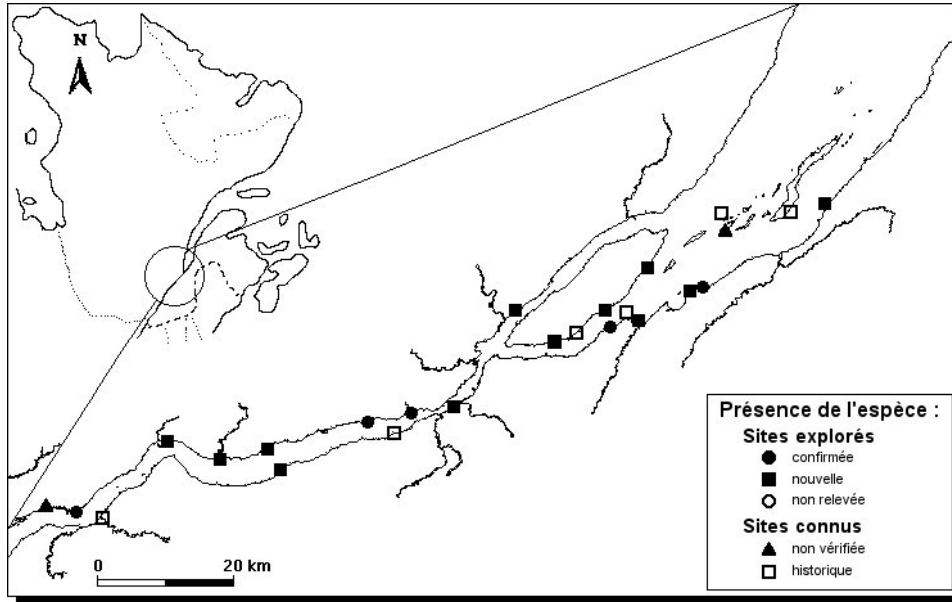 N
0 20 km
Présence de l'espèce :
Sites explorés
confirmée
nouvelle
non relevée
Sites connus
non vérifiée
historique